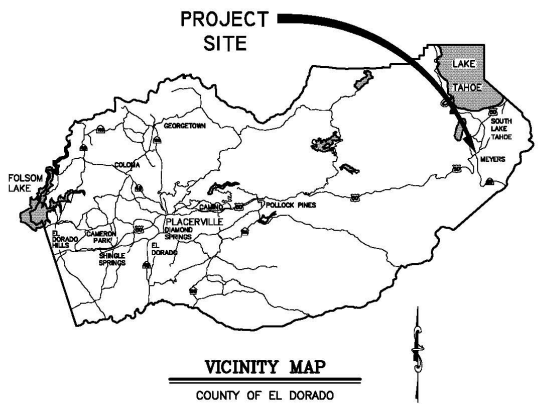 PROJECT
SITE
LAKE
TAHOE
SOUTH
LAKE
TAHOE
MEYERS
GEORGETOWN
COLOMA
FOLSOM
LAKE
CAMINO
POLLOCK PINES
PLACERVILLE
DIAMOND
SPRINGS
EL
DORADO
HILLS
CAMERON
PARK
EL
DORADO
SHINGLE
SPRINGS
VICINITY MAP
COUNTY OF EL DORADO